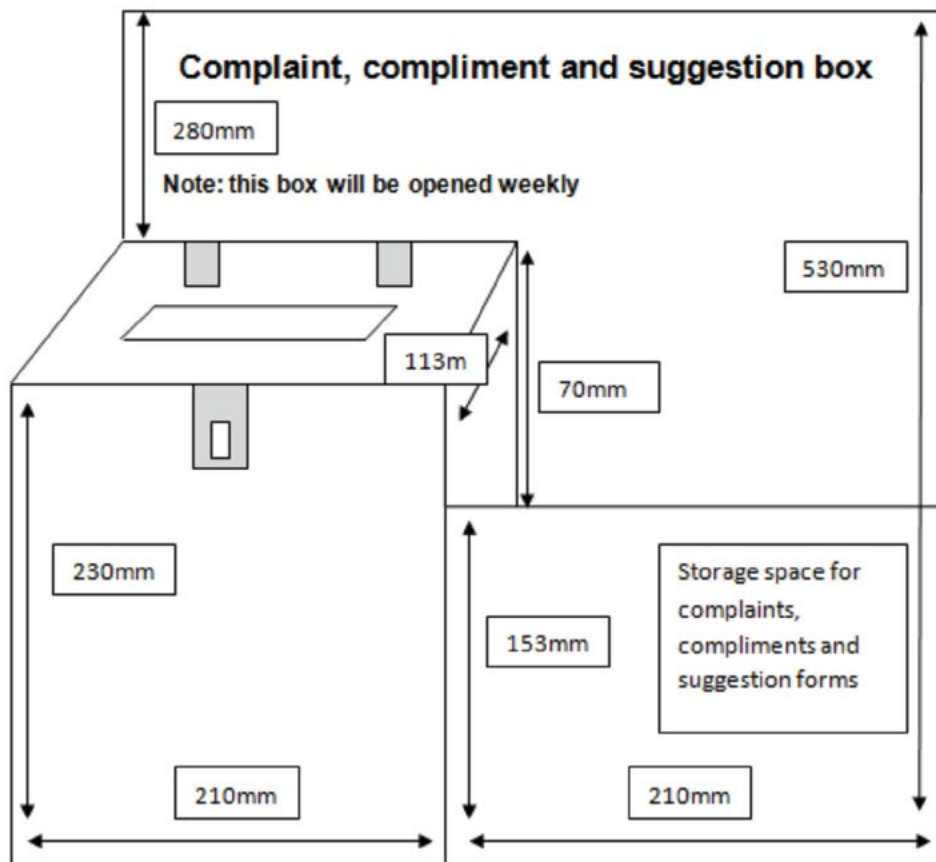 Complaint, compliment and suggestion box
280mm
Note: this box will be opened weekly
530mm
113m
70mm
230mm
153mm
Storage space for
complaints,
compliments and
suggestion forms
210mm
210mm